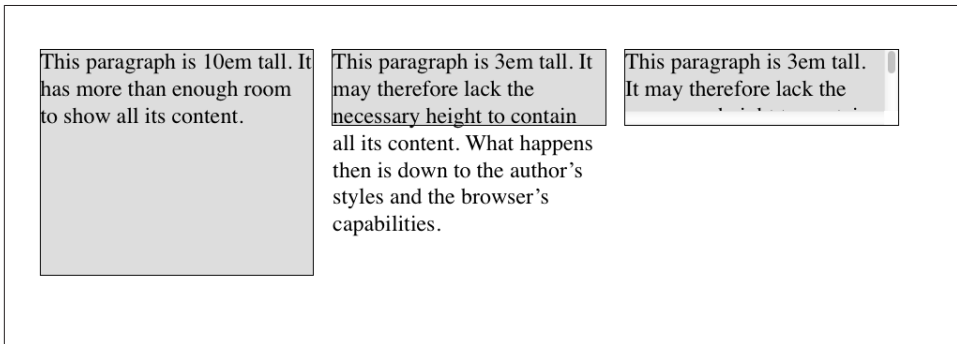 This paragraph is 10em tall. It
has more than enough room
to show all its content.
This paragraph is 3em tall. It
may therefore lack the
necessary height to contain
all its content. What happens
then is down to the author’s
styles and the browser’s
capabilities.
This paragraph is 3em tall.
It may therefore lack the